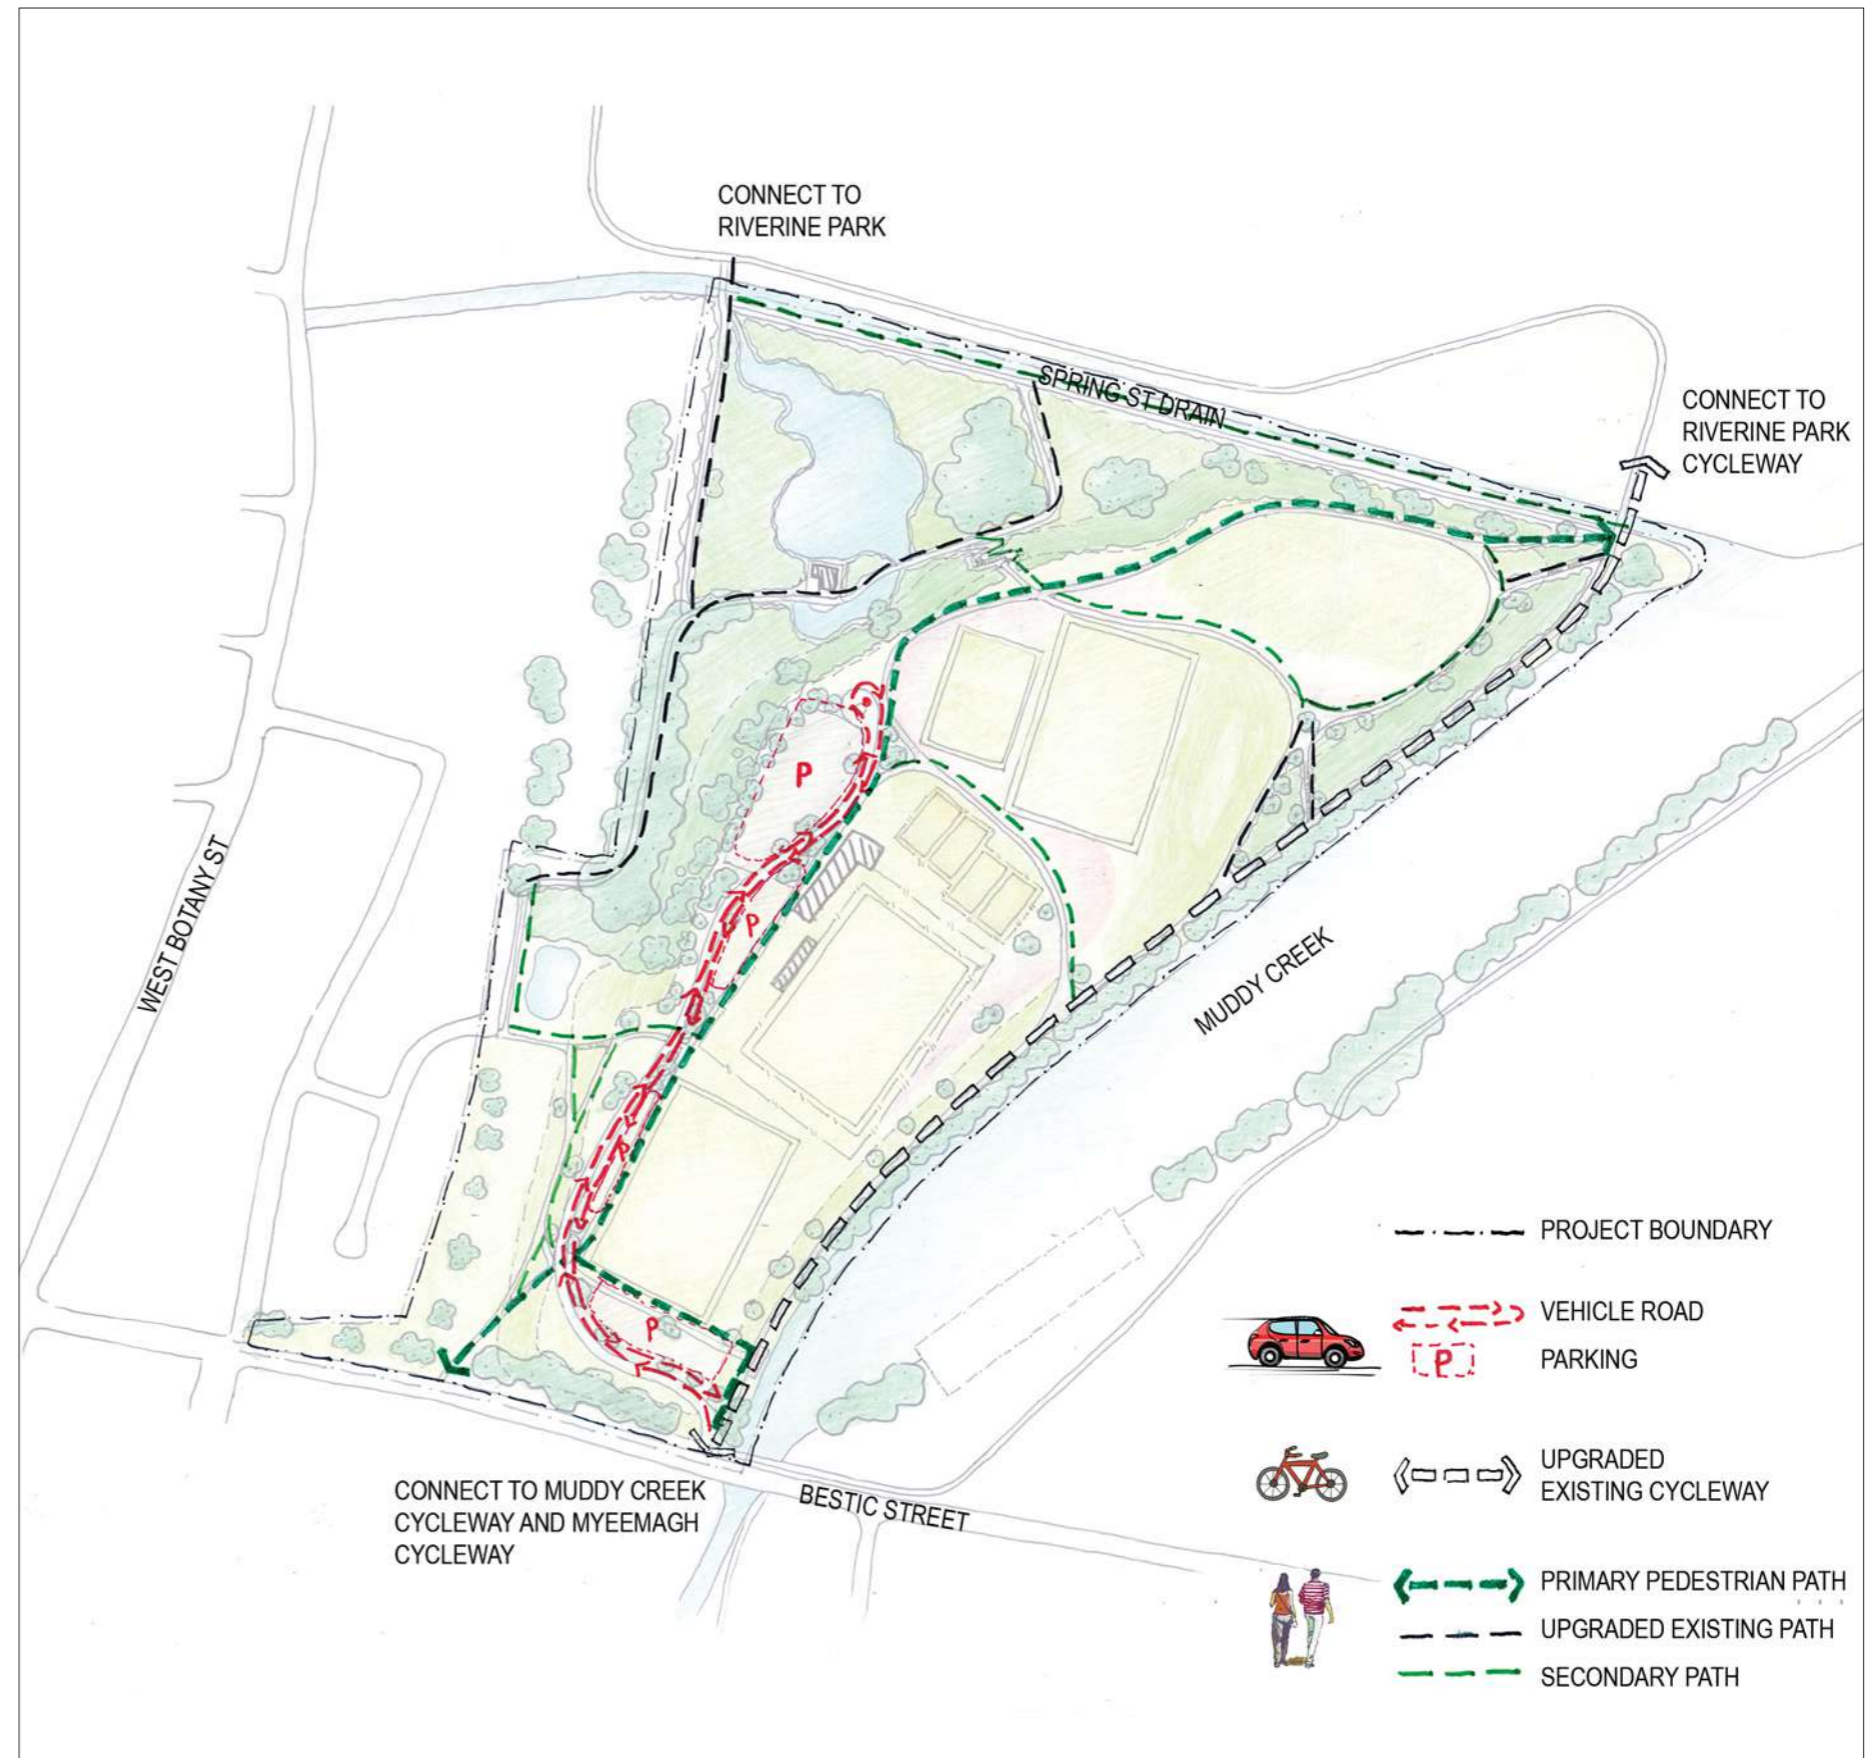 CONNECT TO
RIVERINE PARK
SPRING ST DRAIN
CONNECT TO
RIVERINE PARK
CYCLEWAY
P
WEST BOTANY ST
P
MUDDY CREEK
P
P
CONNECT TO MUDDY CREEK
CYCLEWAY AND MYEEMAGH
CYCLEWAY
BESTIC STREET
PROJECT BOUNDARY
VEHICLE ROAD
P
PARKING
UPGRADED
EXISTING CYCLEWAY
PRIMARY PEDESTRIAN PATH
UPGRADED EXISTING PATH
SECONDARY PATH